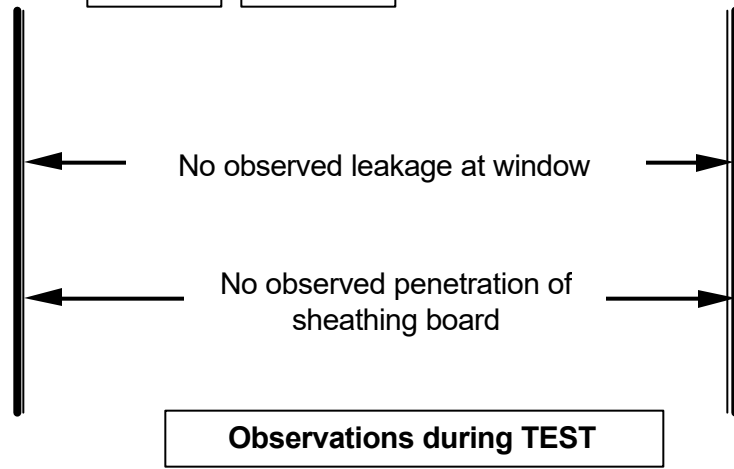 No observed leakage at window
No observed penetration of
sheathing board
Observations during TEST